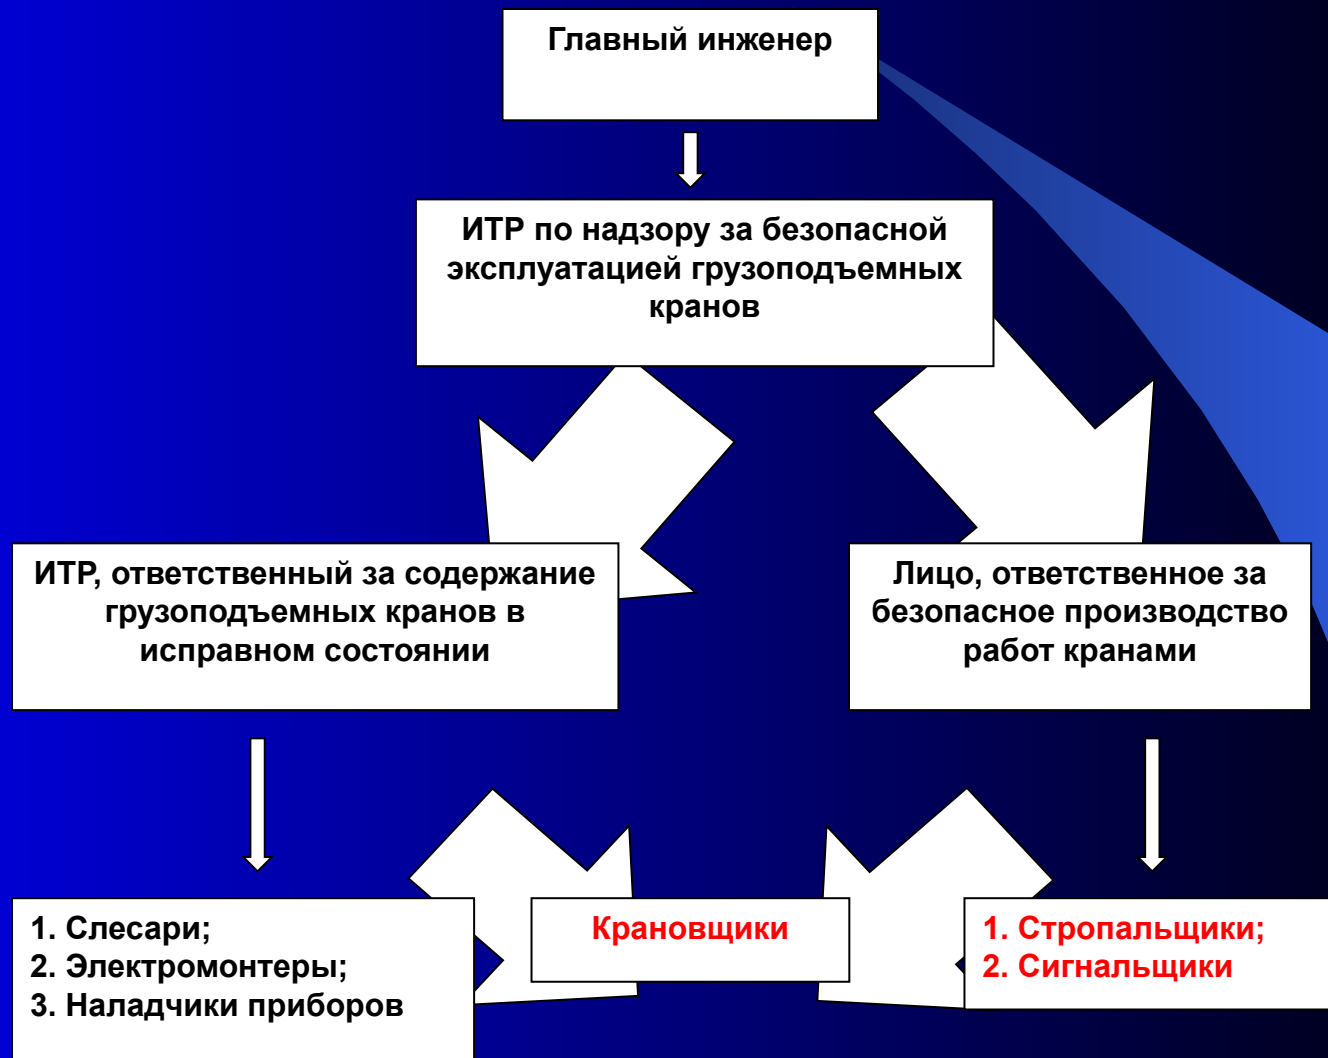 Главный инженер
ИТР по надзору за безопасной
эксплуатацией грузоподъемных
кранов
ИТР, ответственный за содержание
грузоподъемных кранов в
исправном состоянии
Лицо, ответственное за
безопасное производство
работ кранами
1. Слесари;
2. Электромонтеры;
3. Наладчики приборов
Крановщики
1. Стропальщики;
2. Сигнальщики